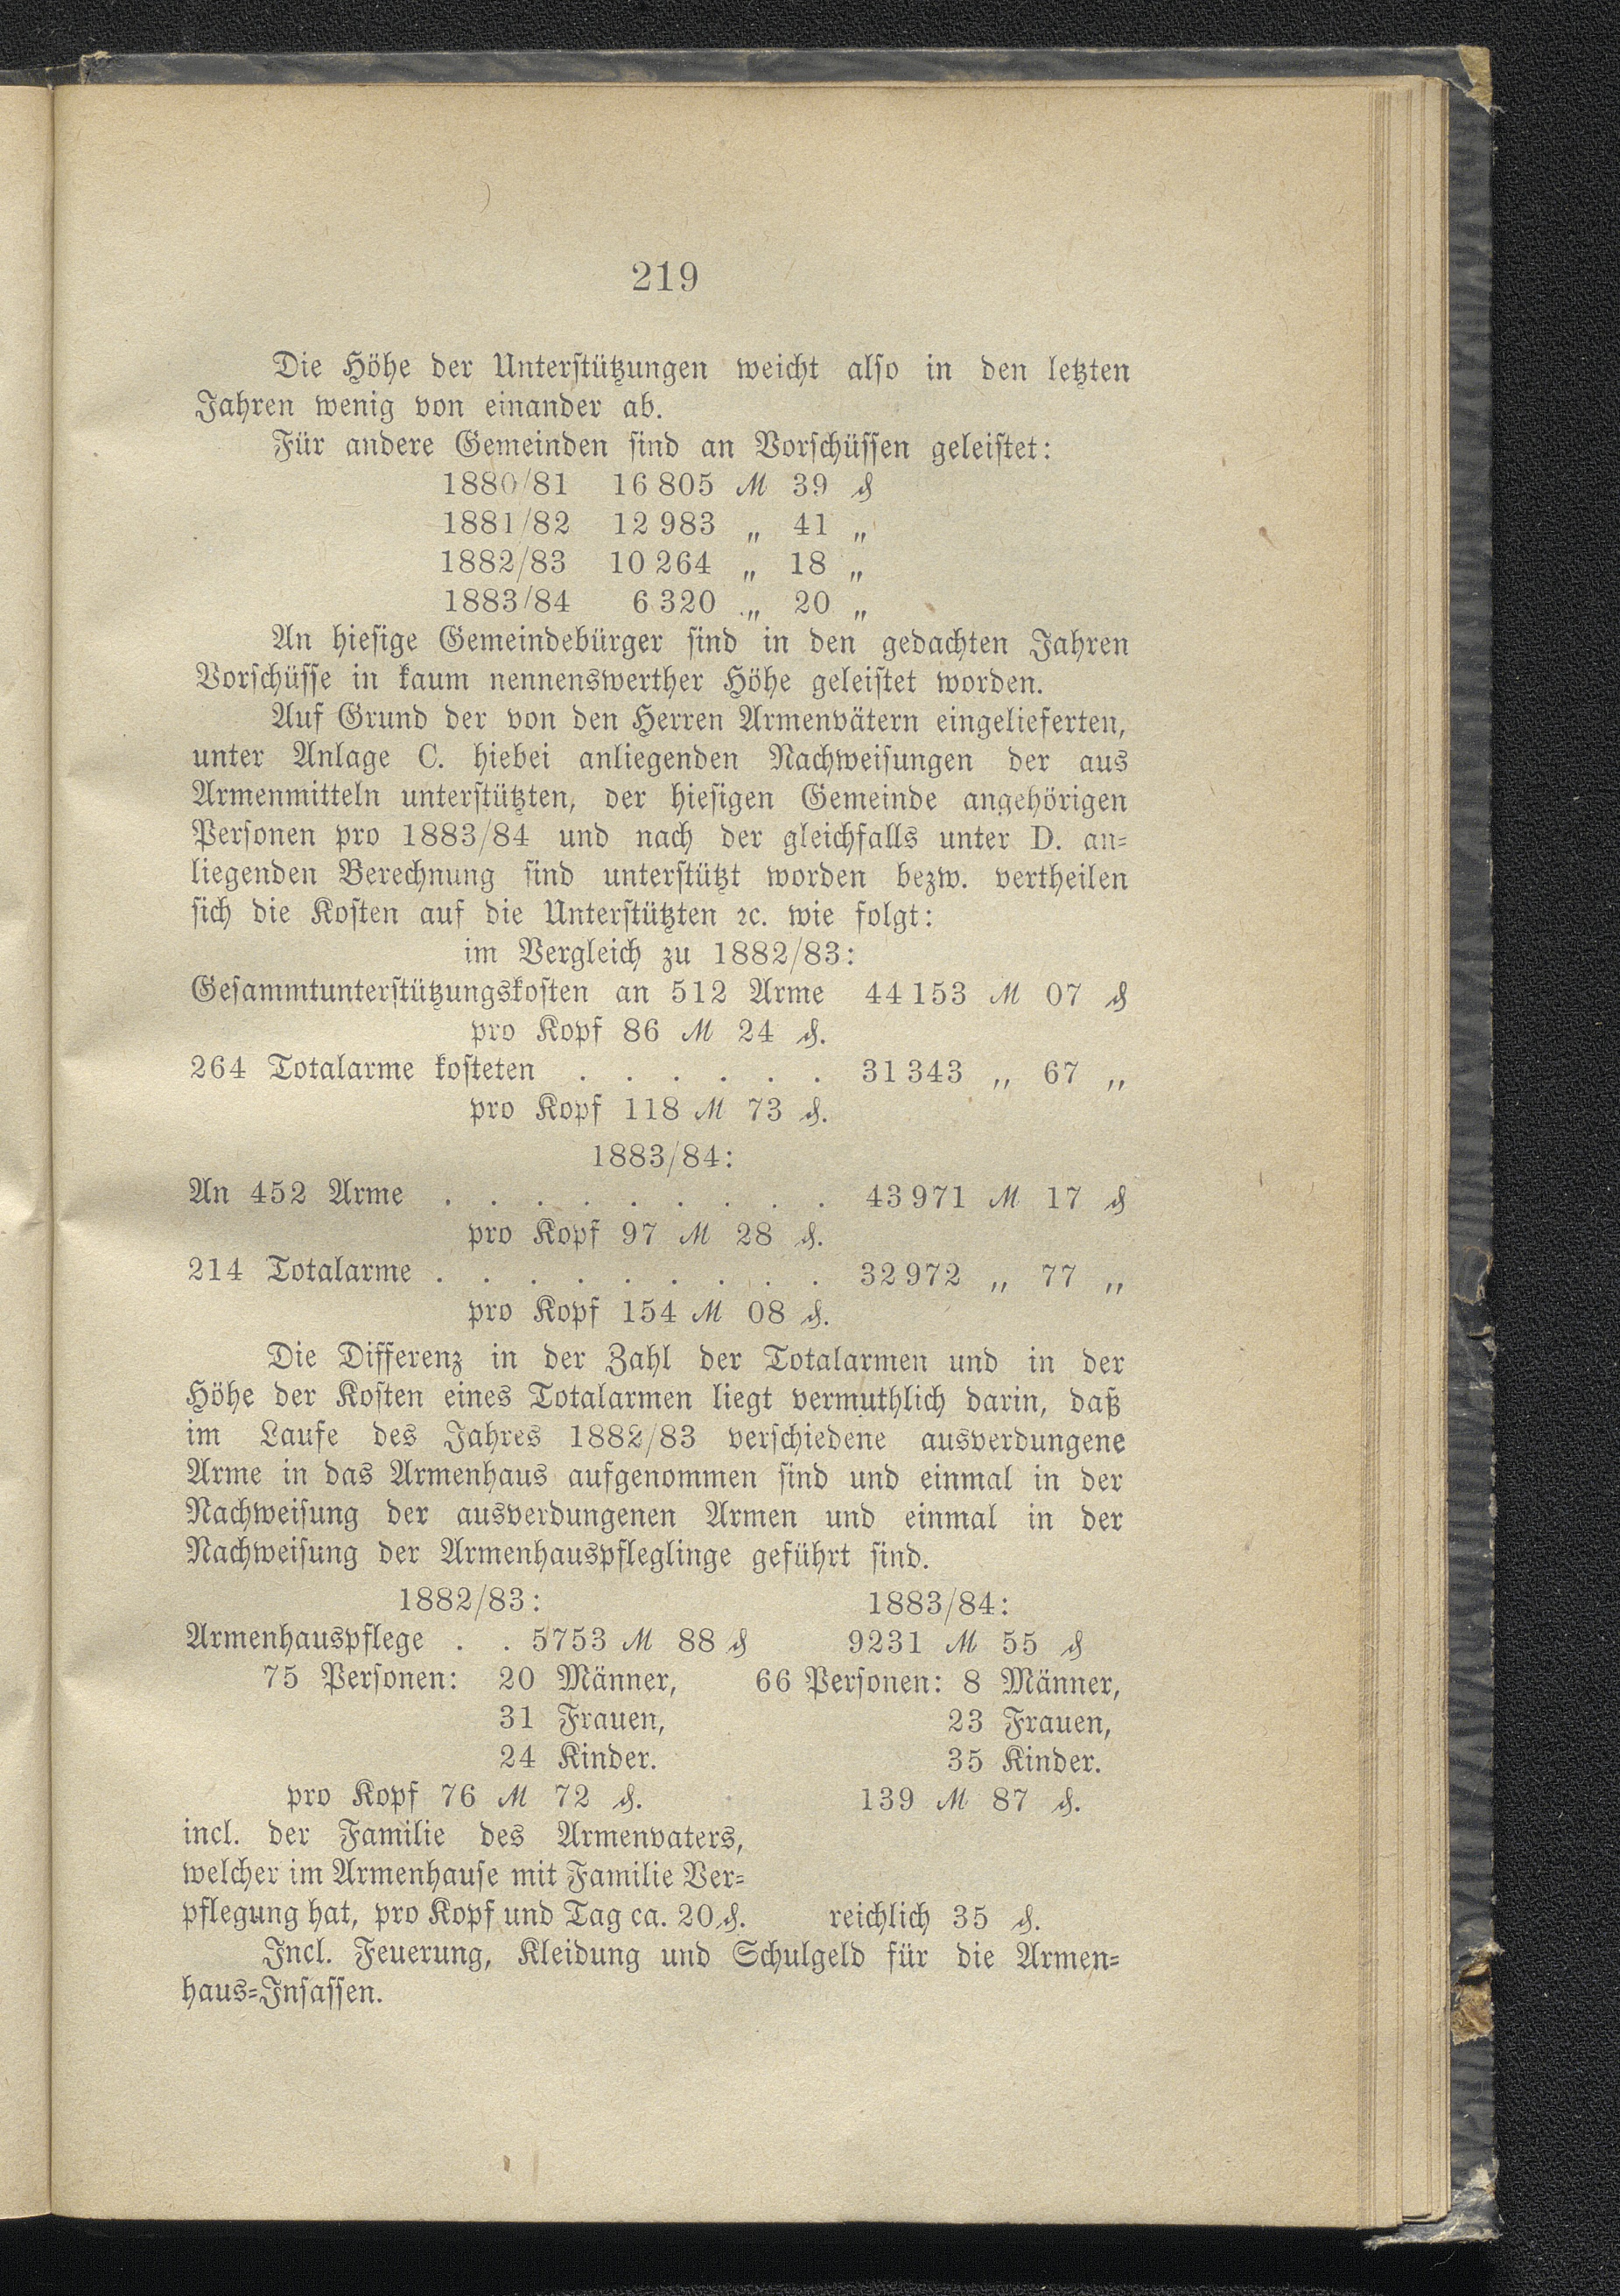 219
Die Höhe der Unterstützungen weicht also in den letzten
Jahren wenig von einander ab.
Für andere Gemeinden sind an Vorschüssen geleistet:
1880/81 16 805 ℳ 39 ₰
1881/82 12 983 „ 41 „
1882/83 10 264 „ 18 „
1883/84 6 320 „ 20 „
An hiesige Gemeindebürger sind in den gedachten Jahren
Vorschüsse in kaum nennenswerther Höhe geleistet worden.
Auf Grund der von den Herren Armenvätern eingelieferten,
unter Anlage C. hiebei anliegenden Nachweisungen der aus
Armenmitteln unterstützten, der hiesigen Gemeinde angehörigen
Personen pro 1883/84 und nach der gleichfalls unter D. an-
liegenden Berechnung sind unterstützt worden bezw. vertheilen
sich die Kosten auf die Unterstützten ꝛc. wie folgt:
im Vergleich zu 1882/83:
Gesammtunterstützungskosten an 512 Arme 44 153 ℳ 07 ₰
pro Kopf 86 ℳ 24 ₰.
264 Totalarme kosteten . . . . . . 31 343 „ 67 „
pro Kopf 118 ℳ 73 ₰.
1883/84:
An 452 Arme . . . . . . . . . 43 971 ℳ 17 ₰
pro Kopf 97 ℳ 28 ₰.
214 Totalarme . . . . . . . . . 32 972 „ 77 „
pro Kopf 154 ℳ 08 ₰.
Die Differenz in der Zahl der Totalarmen und in der
Höhe der Kosten eines Totalarmen liegt vermuthlich darin, daß
im Laufe des Jahres 1882/83 verschiedene ausverdungene
Arme in das Armenhaus aufgenommen sind und einmal in der
Nachweisung der ausverdungenen Armen und einmal in der
Nachweisung der Armenhauspfleglinge geführt sind.
1882/83: 1883/84:
Armenhauspflege . . 5753 ℳ 88 ₰ 9231 ℳ 55 ₰
75 Personen: 20 Männer, 66 Personen: 8 Männer,
31 Frauen, 23 Frauen,
24 Kinder. 35 Kinder.
pro Kopf 76 ℳ 72 ₰. 139 ℳ 87 ₰.
incl. der Familie des Armenvaters,
welcher im Armenhause mit Familie Ver-
pflegung hat, pro Kopf und Tag ca. 20 ₰. reichlich 35 ₰.
Incl. Feuerung, Kleidung und Schulgeld für die Armen-
haus-Insassen.